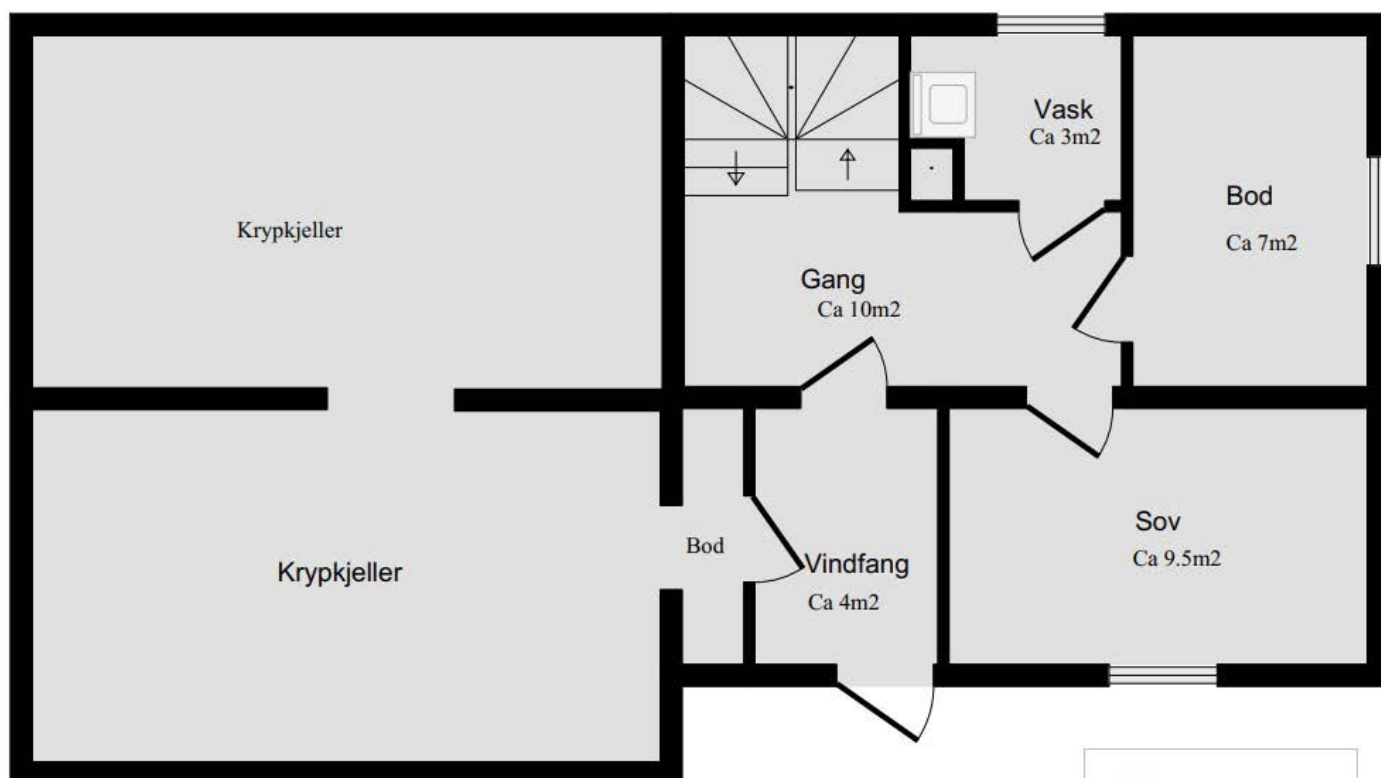 Vask
Ca 3m2
Bod
Ca 7m2
Krypkjeller
Gang
Ca 10m2
Sov
Ca 9.5m2
Bod
Vindfang
Ca 4m2
Krypkjeller